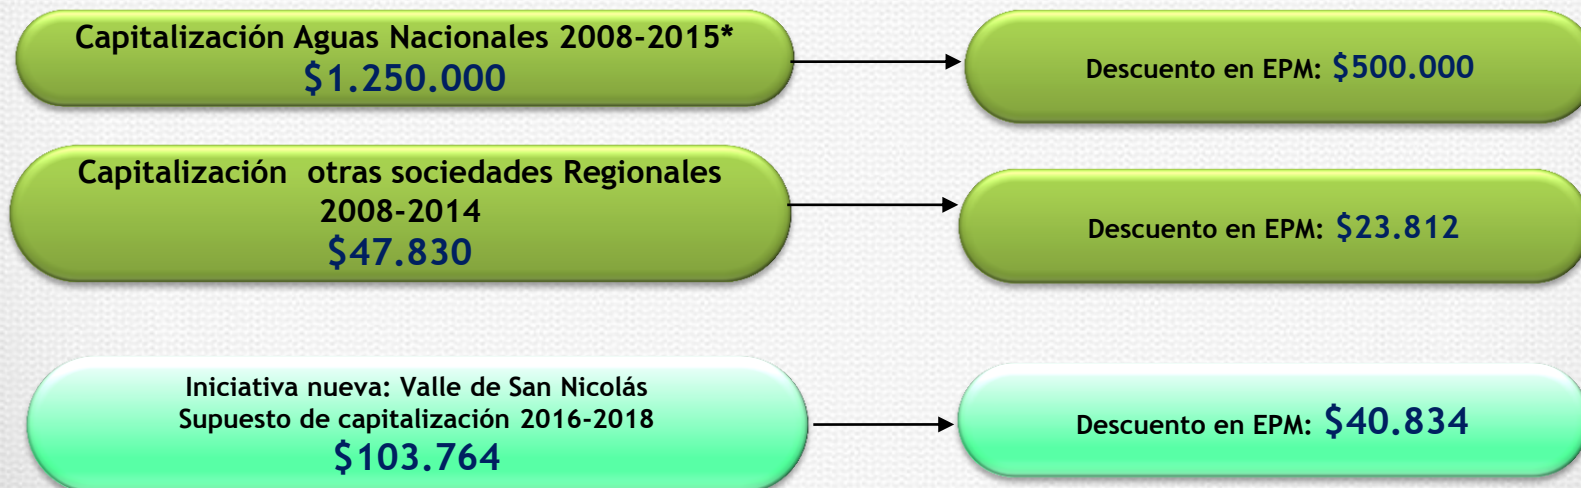 Capitalización Aguas Nacionales 2008-2015*
$1.250.000
Descuento en EPM: $500.000
Capitalización otras sociedades Regionales
2008-2014
$47.830
Descuento en EPM: $23.812
Iniciativa nueva: Valle de San Nicolás
Supuesto de capitalización 2016-2018
$103.764
Descuento en EPM: $40.834